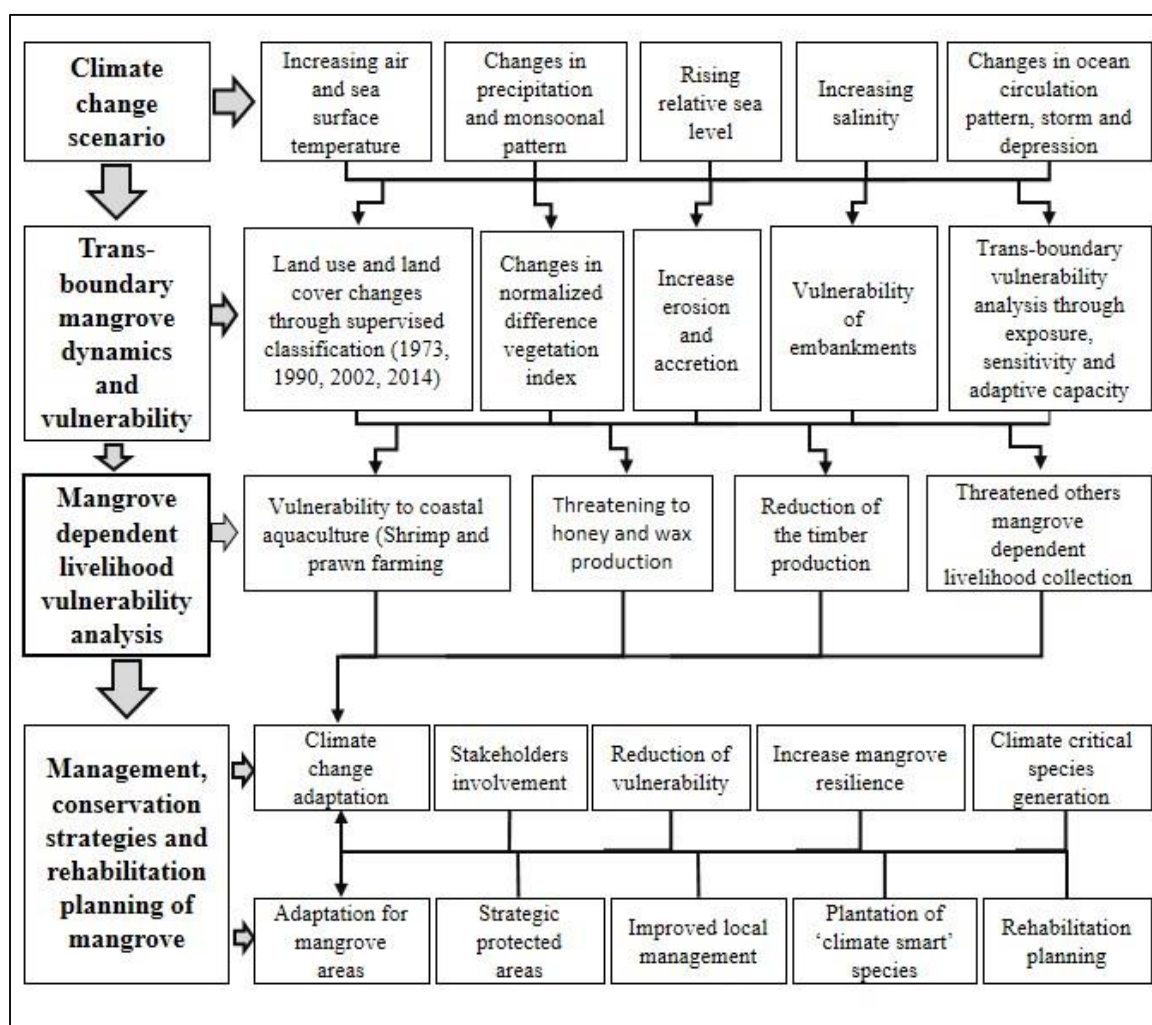 Climate
change
scenario
Increasing air
and sea
surface
temperature
Changes in
precipitation
and monsoonal
pattern
Rising
relative sea
level
Increasing
salinity
Changes in ocean
circulation
pattern, storm and
depression
Trans-
boundary
mangrove
dynamics
and
vulnerability
Land use and land
cover changes
through supervised
classification (1973,
1990, 2002, 2014)
Changes in
normalized
difference
vegetation
index
Increase
erosion
and
accretion
Vulnerability
of
embankments
Trans-boundary
vulnerability
analysis through
exposure,
sensitivity and
adaptive capacity
Mangrove
dependent
livelihood
vulnerability
analysis
Vulnerability to coastal
aquaculture (Shrimp and
prawn farming
Threatening to
honey and wax
production
Reduction of
the timber
production
Threatened others
mangrove
dependent
livelihood collection
Management,
conservation
strategies and
rehabilitation
planning of
mangrove
Climate
change
adaptation
Stakeholders
involvement
Reduction of
vulnerability
Increase mangrove
resilience
Climate critical
species
generation
Adaptation for
mangrove
areas
Strategic
protected
areas
Improved local
management
Plantation of
‘climate smart’
species
Rehabilitation
planning